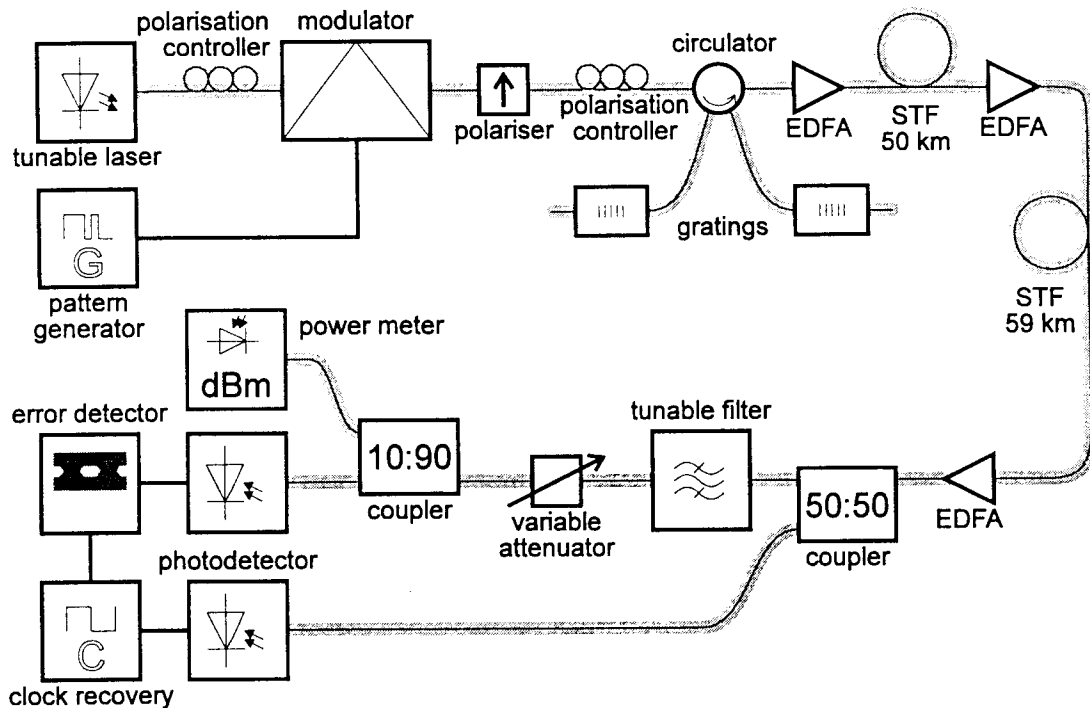 polarisation
controller
modulator
circulator
polariser
polarisation
controller
EDFA
STF
50 km
EDFA
tunable laser
gratings
G
pattern
generator
STF
59 km
power meter
dBm
error detector
tunable filter
10:90
coupler
variable
attenuator
50:50
coupler
EDFA
photodetector
C
clock recovery